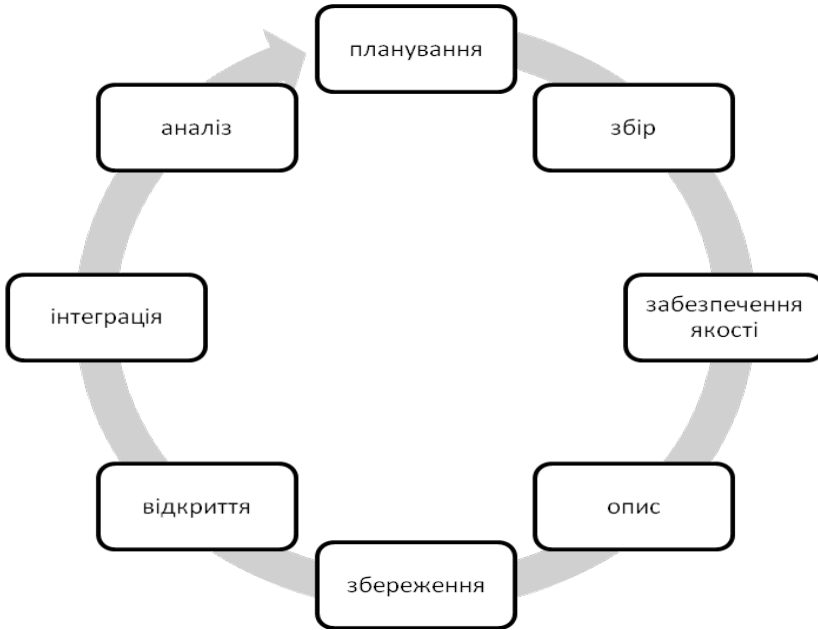 планування
збір
забезпечення
якості
опис
збереження
відкриття
інтеграція
аналіз